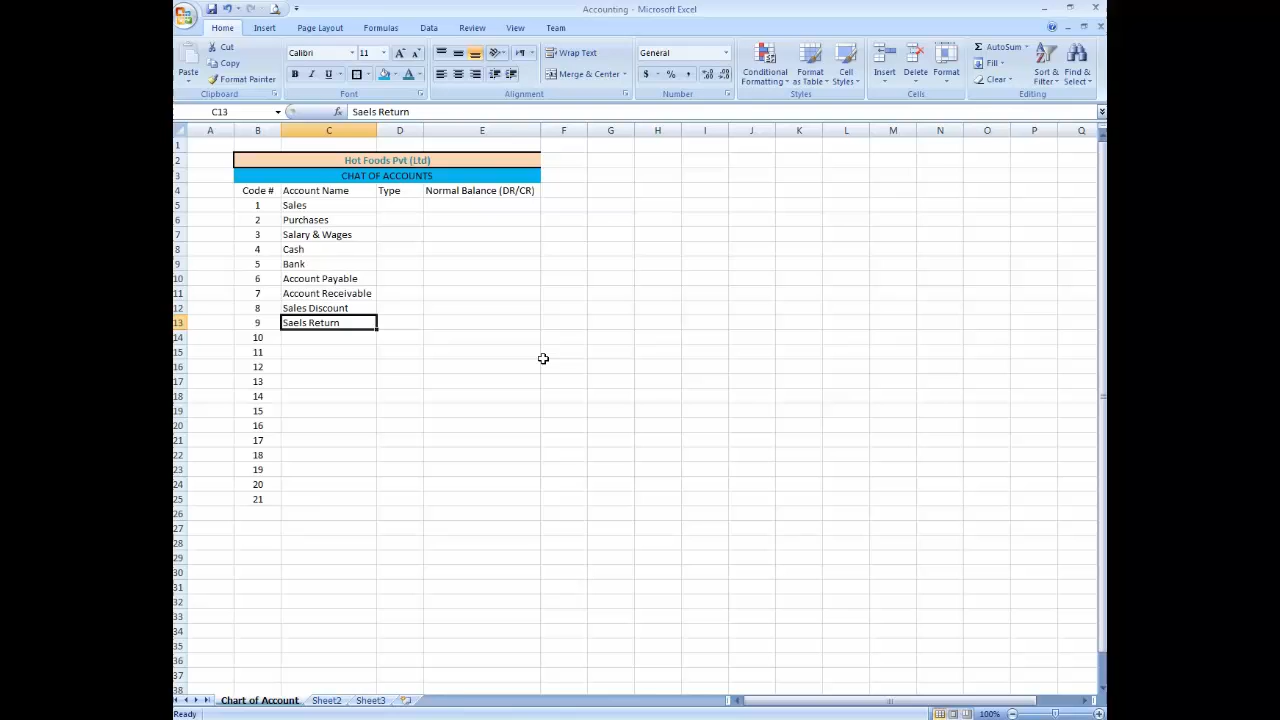 Accounting - Microsoft Excel
Home Insert Page Layout Formulas Data Review View Team
Paste Cut Copy Format Painter Clipboard
Calibri 11 Font
Wrap Text Merge & Center Alignment
General Number
Conditional Formatting Format as Table Cell Styles Styles
Insert Delete Format Cells
AutoSum Fill Clear Sort & Filter Find & Select Editing
C13 fx Saels Return
A B C E H I J K L M N O P Q
1
2 Hot Foods Pvt (Ltd)
3 CHAT OF ACCOUNTS
4 Code # Account Name Type Normal Balance (DR/CR)
5 1 Sales
6 2 Purchases
7 3 Salary & Wages
8 4 Cash
9 5 Bank
10 6 Account Payable
11 7 Account Receivable
12 8 Sales Discount
13 9 Saels Return
14 10
15 11
16 12
17 13
18 14
19 15
20 16
21 17
22 18
23 19
24 20
25 21
26
27
28
29
30
31
32
33
34
35
36
37
38
Chart of Account Sheet2 Sheet3
Ready 100%